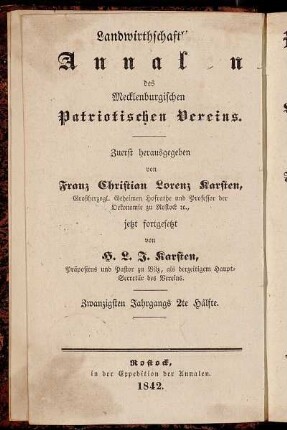 Landwirthschaftl
Annalen
des
Mecklenburgischen
Patriotischen Vereins.
Zuerst herausgegeben
von
Franz Christian Lorenz Karsten,
Großherzogl. Geheimen Hofrathe und Professor der
Oekonomie zu Rostock ꝛc.,
jetzt fortgesetzt
von
H. L. J. Karsten,
Präpositus und Pastor zu Vilz, als derzeitigem Haupt-
Secretär des Vereins.
Zwanzigsten Jahrgangs 2te Hälfte.
Rostock,
in der Expedition der Annalen.
1842.